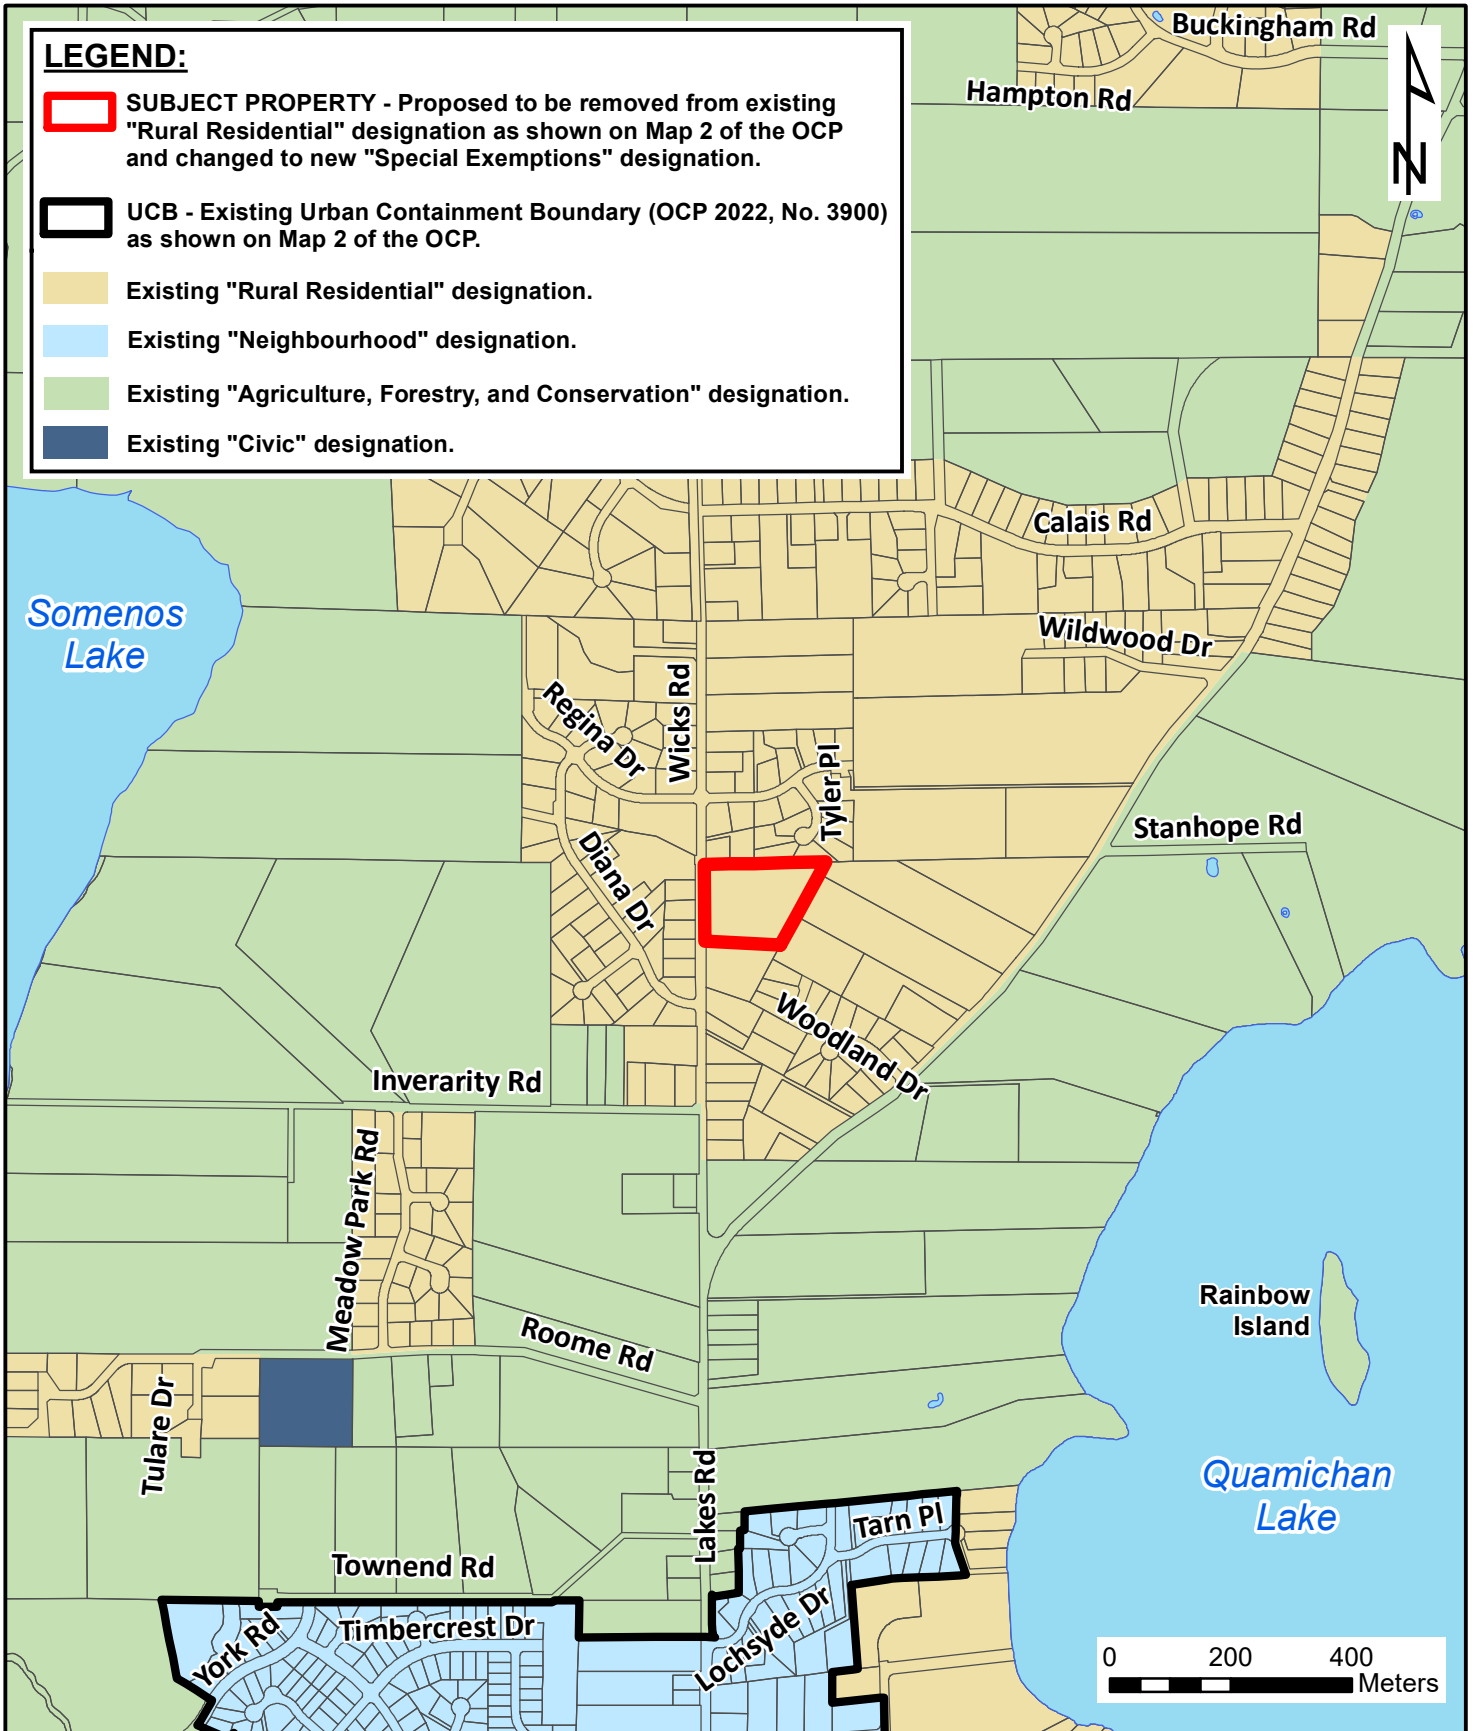 LEGEND:
SUBJECT PROPERTY - Proposed to be removed from existing
"Rural Residential" designation as shown on Map 2 of the OCP
and changed to new "Special Exemptions" designation.
UCB - Existing Urban Containment Boundary (OCP 2022, No. 3900)
as shown on Map 2 of the OCP.
Existing "Rural Residential" designation.
Existing "Neighbourhood" designation.
Existing "Agriculture, Forestry, and Conservation" designation.
Existing "Civic" designation.
Buckingham Rd
Hampton Rd
N
Calais Rd
Somenos
Lake
Wildwood Dr
Wicks Rd
Regina Dr
Tyler Pl
Stanhope Rd
Diana Dr
Woodland Dr
Inverarity Rd
Meadow Park Rd
Rainbow
Island
Roome Rd
Tulare Dr
Quamichan
Lake
Lakes Rd
Tarn Pl
Townend Rd
Timbercrest Dr
York Rd
Lochsyde Dr
0 200 400
Meters